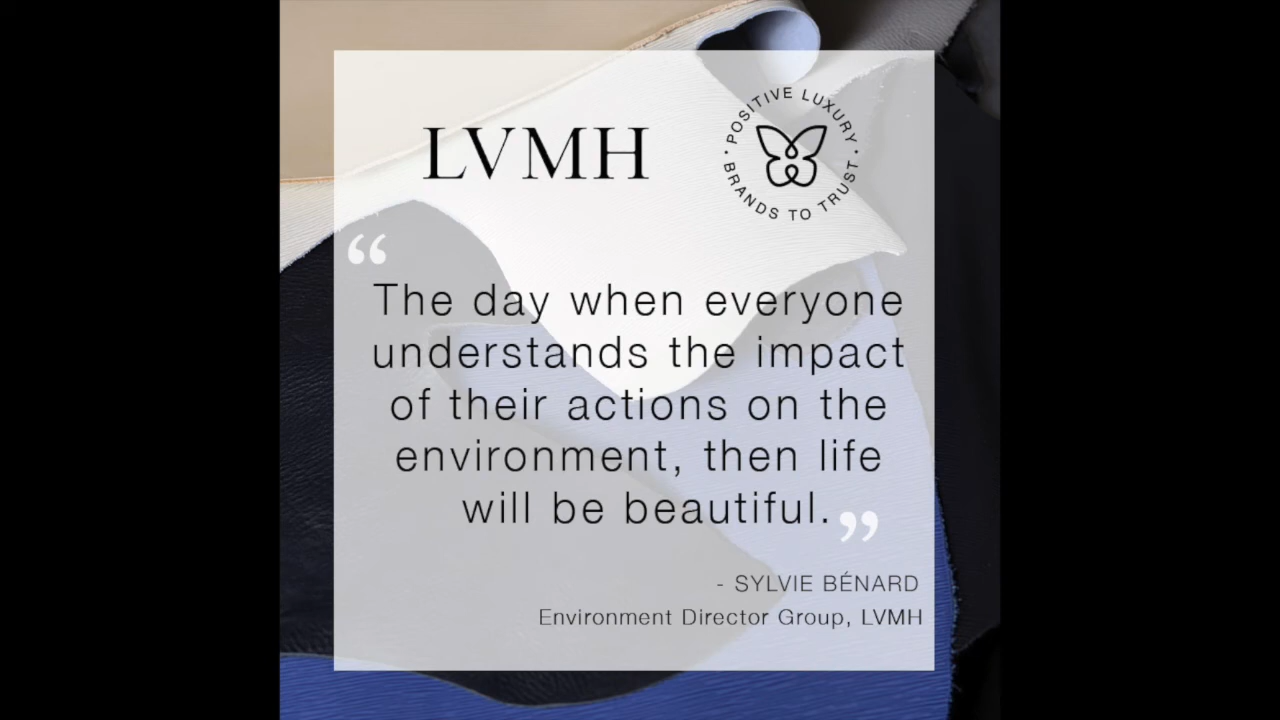 LVMH
POSITIVE LUXURY
· BRANDS TO TRUST ·
“
The day when everyone
understands the impact
of their actions on the
environment, then life
will be beautiful.”
- SYLVIE BÉNARD
Environment Director Group, LVMH